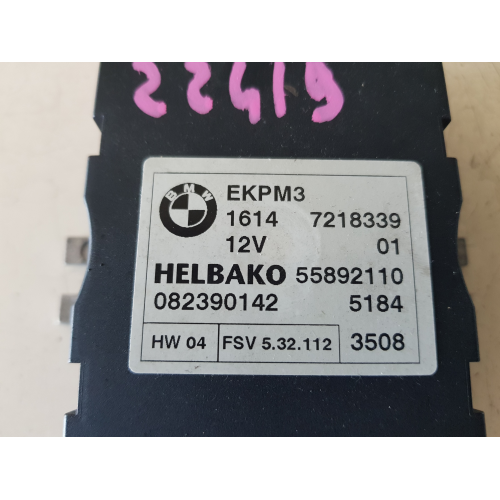 22419
BMW
EKPM3
1614 7218339
12V 01
HELBAKO 55892110
082390142 5184
HW 04 FSV 5.32.112 3508